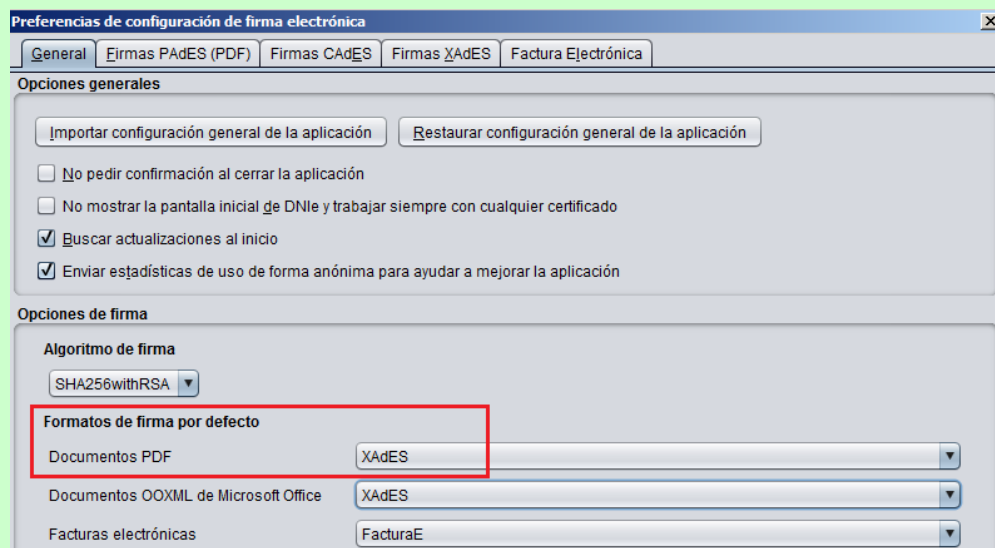 Preferencias de configuración de firma electrónica
General Firmas PAdES (PDF) Firmas CAdES Firmas XAdES Factura Electrónica
Opciones generales
Importar configuración general de la aplicación Restaurar configuración general de la aplicación
No pedir confirmación al cerrar la aplicación
No mostrar la pantalla inicial de DNIe y trabajar siempre con cualquier certificado
Buscar actualizaciones al inicio
Enviar estadísticas de uso de forma anónima para ayudar a mejorar la aplicación
Opciones de firma
Algoritmo de firma
SHA256withRSA
Formatos de firma por defecto
Documentos PDF XAdES
Documentos OOXML de Microsoft Office XAdES
Facturas electrónicas FacturaE